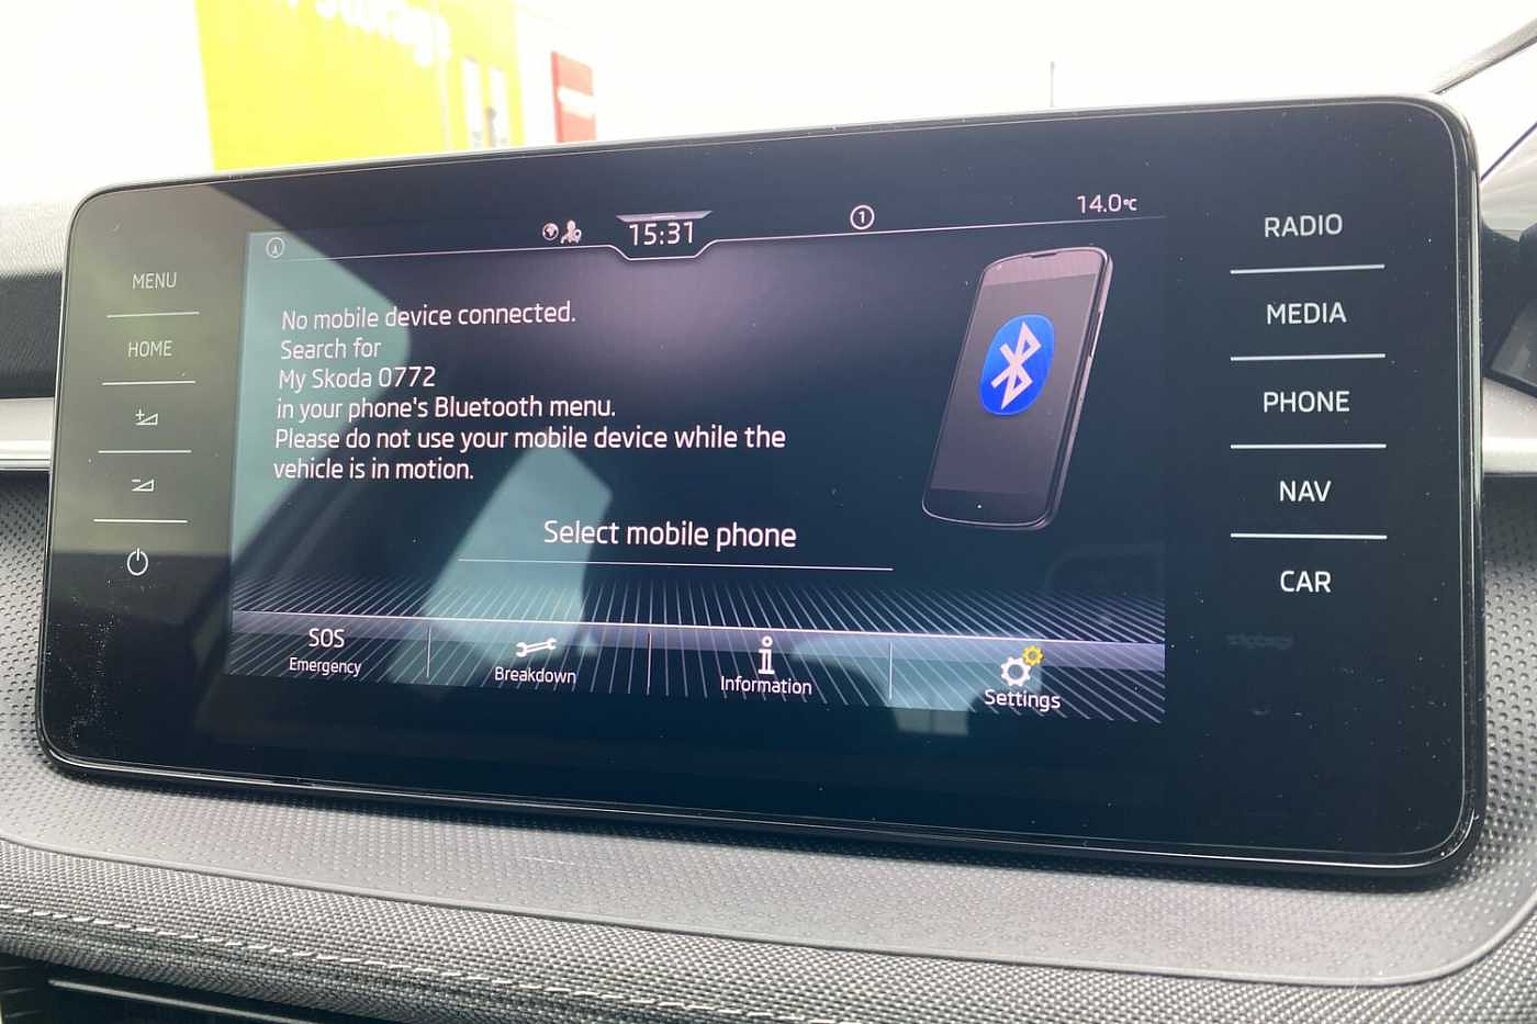 MENU
HOME
15:31
1
14.0°C
No mobile device connected.
Search for
My Skoda 0772
in your phone's Bluetooth menu.
Please do not use your mobile device while the
vehicle is in motion.
Select mobile phone
SOS
Emergency
Breakdown
Information
Settings
RADIO
MEDIA
PHONE
NAV
CAR